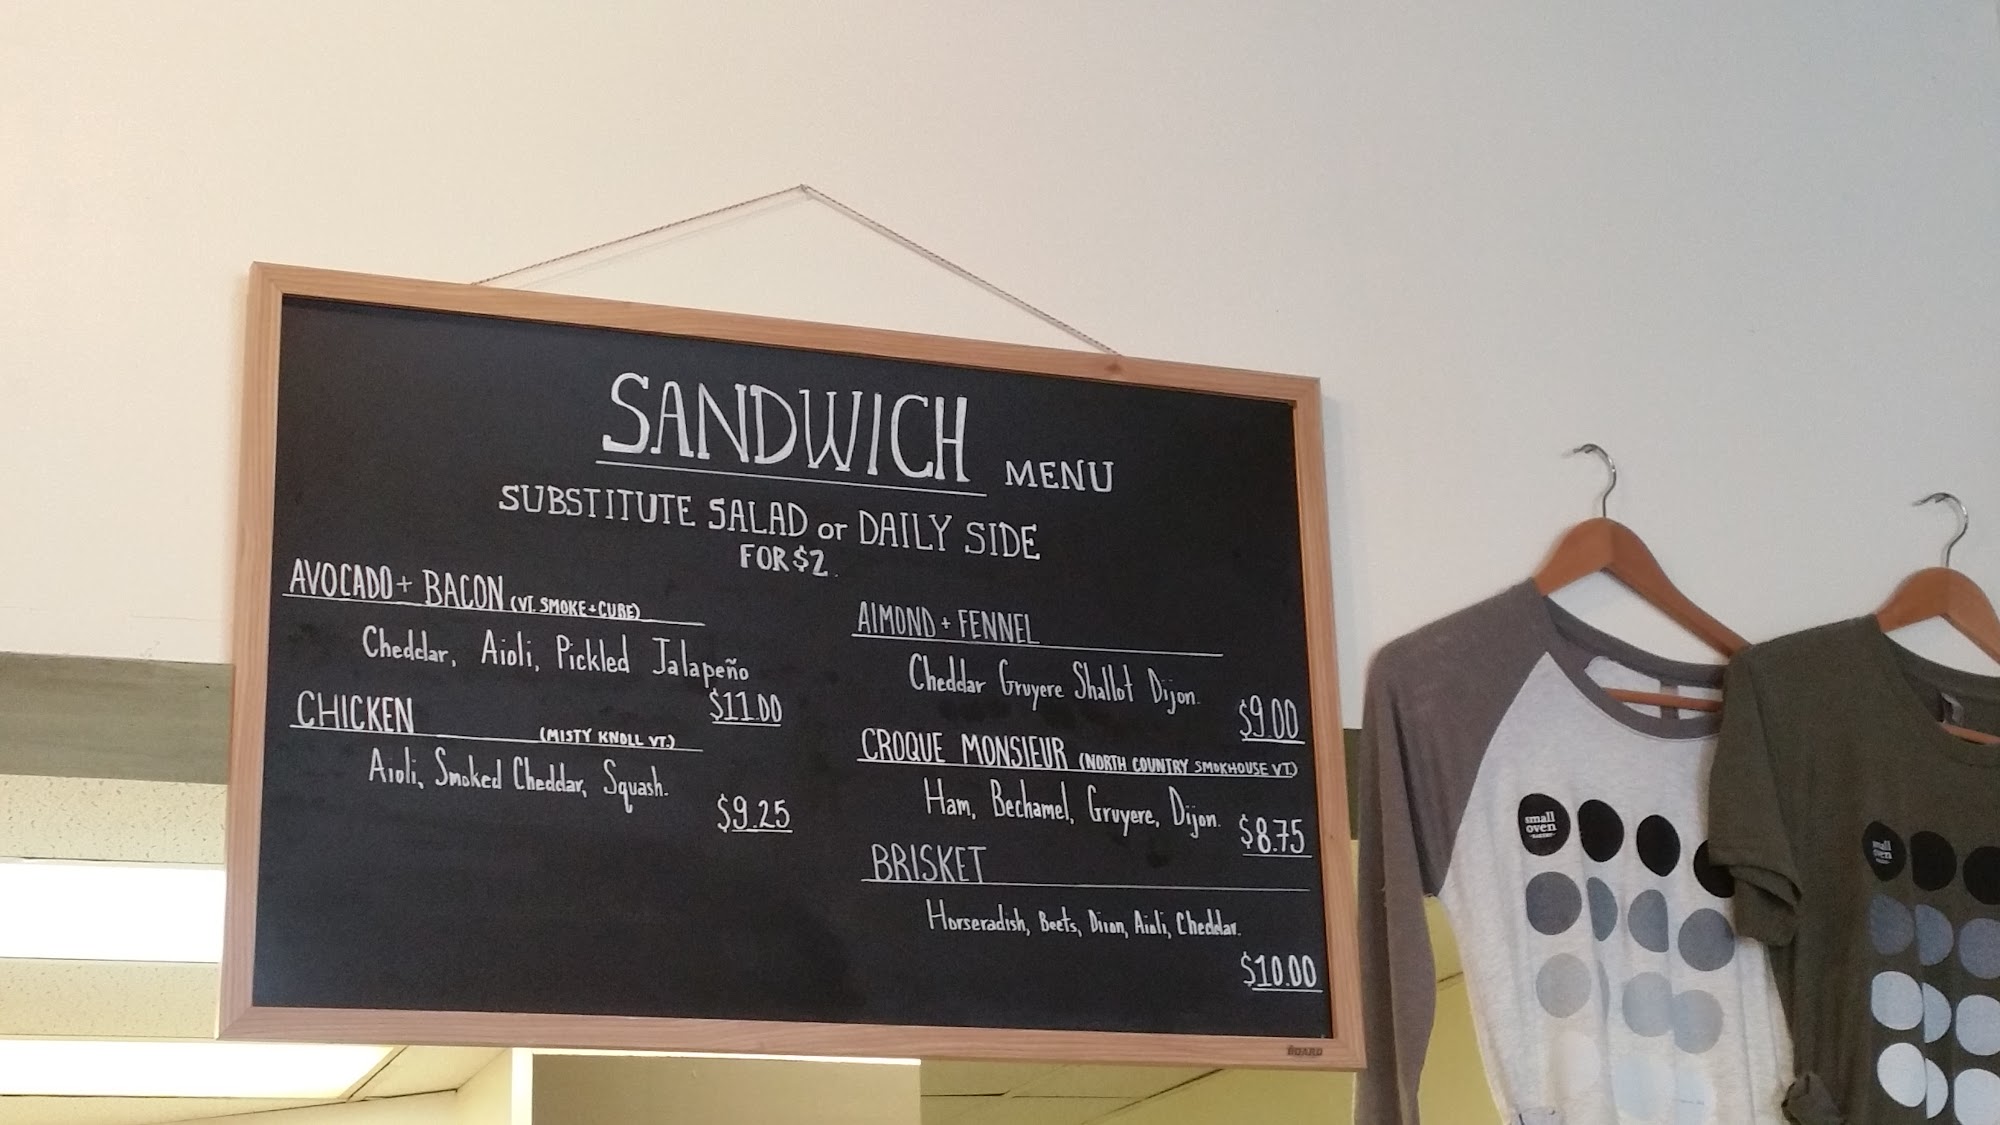 SANDWICH MENU
SUBSTITUTE SALAD or DAILY SIDE
FOR $2.
AVOCADO + BACON (VT. SMOKE + CURE)
Cheddar, Aioli, Pickled Jalapeño
$11.00
CHICKEN (MISTY KNOLL VT.)
Aioli, Smoked Cheddar, Squash.
$9.25
ALMOND + FENNEL
Cheddar Gruyere Shallot Dijon.
$9.00
CROQUE MONSIEUR (NORTH COUNTRY SMOKHOUSE VT.)
Ham, Bechamel, Gruyere, Dijon.
$8.75
BRISKET
Horseradish, Beets, Dijon, Aioli, Cheddar.
$10.00
BOARD
small
oven
BAKERY
small
oven